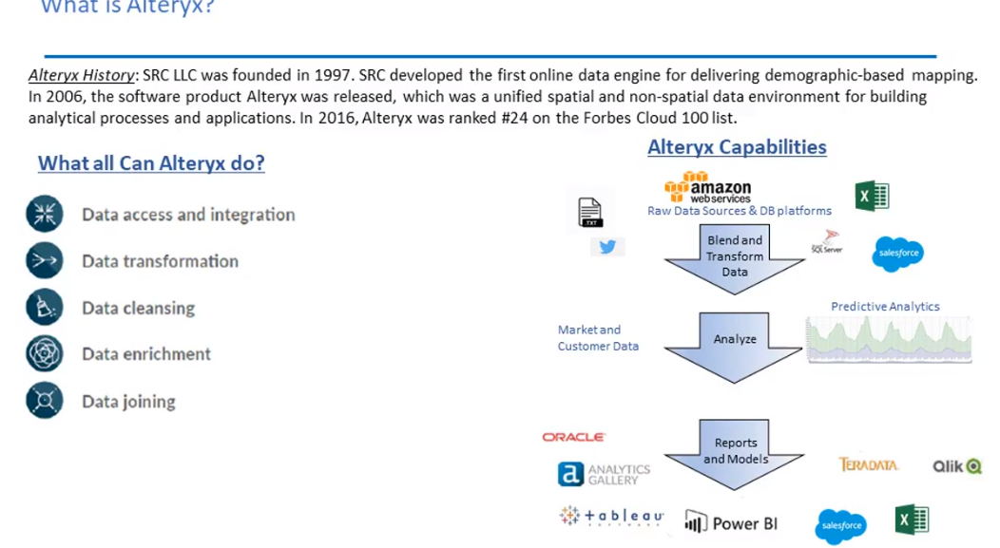 What is Alteryx?
Alteryx History: SRC LLC was founded in 1997. SRC developed the first online data engine for delivering demographic-based mapping.
In 2006, the software product Alteryx was released, which was a unified spatial and non-spatial data environment for building
analytical processes and applications. In 2016, Alteryx was ranked #24 on the Forbes Cloud 100 list.
What all Can Alteryx do?
Data access and integration
Data transformation
Data cleansing
Data enrichment
Data joining
Alteryx Capabilities
TXT
amazon
webservices
X
Raw Data Sources & DB platforms
Blend and
Transform
Data
SQL Server
salesforce
Market and
Customer Data
Analyze
Predictive Analytics
ORACLE
a ANALYTICS
GALLERY
Reports
and Models
TERADATA
Qlik
tableau
SOFTWARE
Power BI
salesforce
X